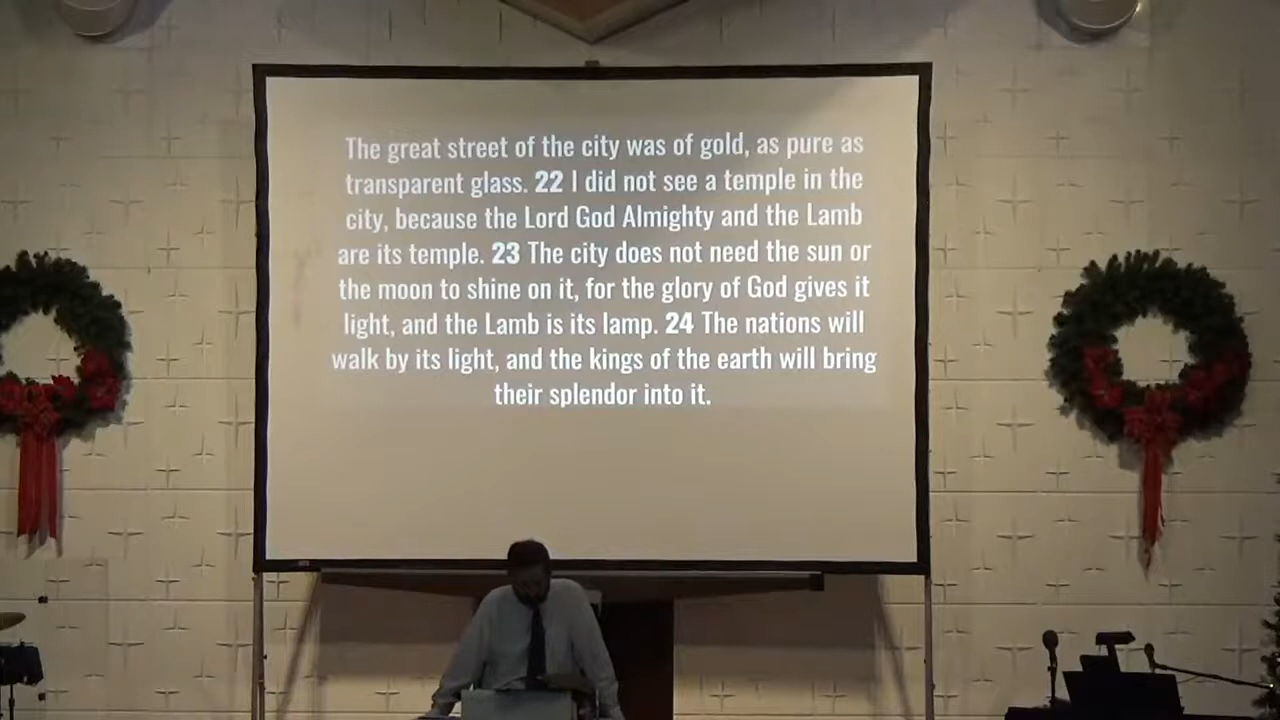 The great street of the city was of gold, as pure as
transparent glass. 22 I did not see a temple in the
city, because the Lord God Almighty and the Lamb
are its temple. 23 The city does not need the sun or
the moon to shine on it, for the glory of God gives it
light, and the Lamb is its lamp. 24 The nations will
walk by its light, and the kings of the earth will bring
their splendor into it.